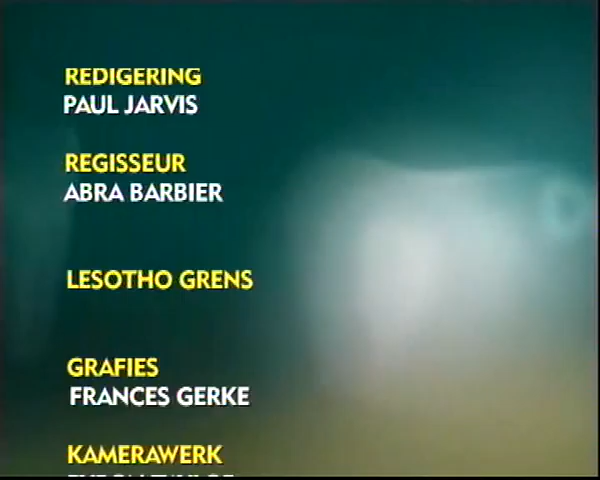 REDIGERING
PAUL JARVIS
REGISSEUR
ABRA BARBIER
LESOTHO GRENS
GRAFIES
FRANCES GERKE
KAMERAWERK